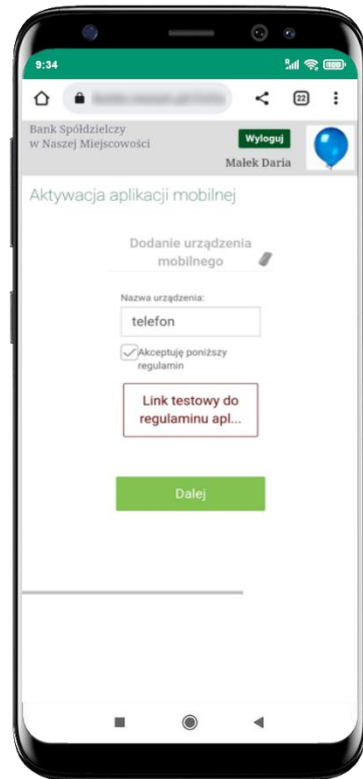 9:34
22
Bank Spółdzielczy
w Naszej Miejscowości
Wyloguj
Małek Daria
Aktywacja aplikacji mobilnej
Dodanie urządzenia
mobilnego
Nazwa urządzenia:
telefon
Akceptuję poniższy
regulamin
Link testowy do
regulaminu apl...
Dalej